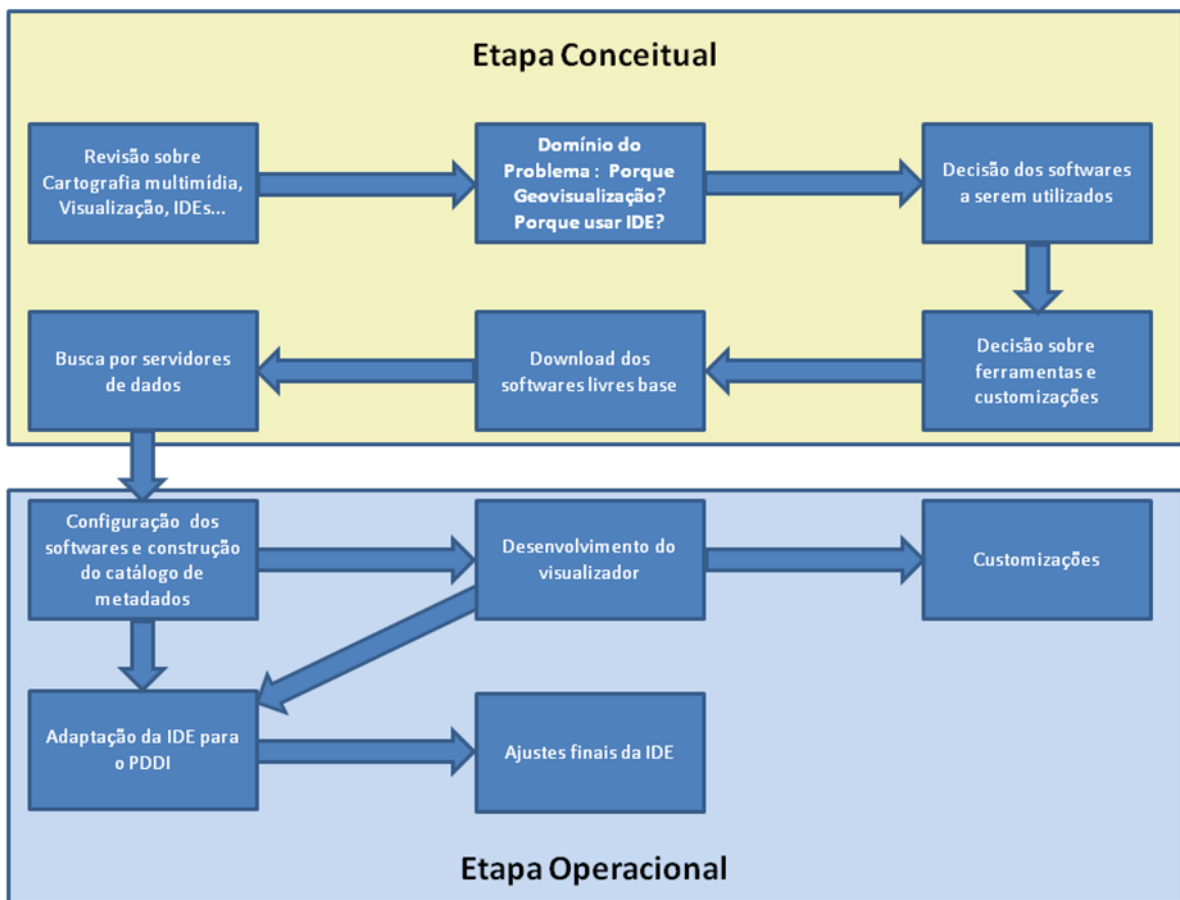 Etapa Conceitual
Revisão sobre
Cartografia multimídia,
Visualização, IDEs...
Domínio do
Problema : Porque
Geovisualização?
Porque usar IDE?
Decisão dos softwares
a serem utilizados
Busca por servidores
de dados
Download dos
softwares livres base
Decisão sobre
ferramentas e
customizações
Configuração dos
softwares e construção
do catálogo de
metadados
Desenvolvimento do
visualizador
Customizações
Adaptação da IDE para
o PDDI
Ajustes finais da IDE
Etapa Operacional